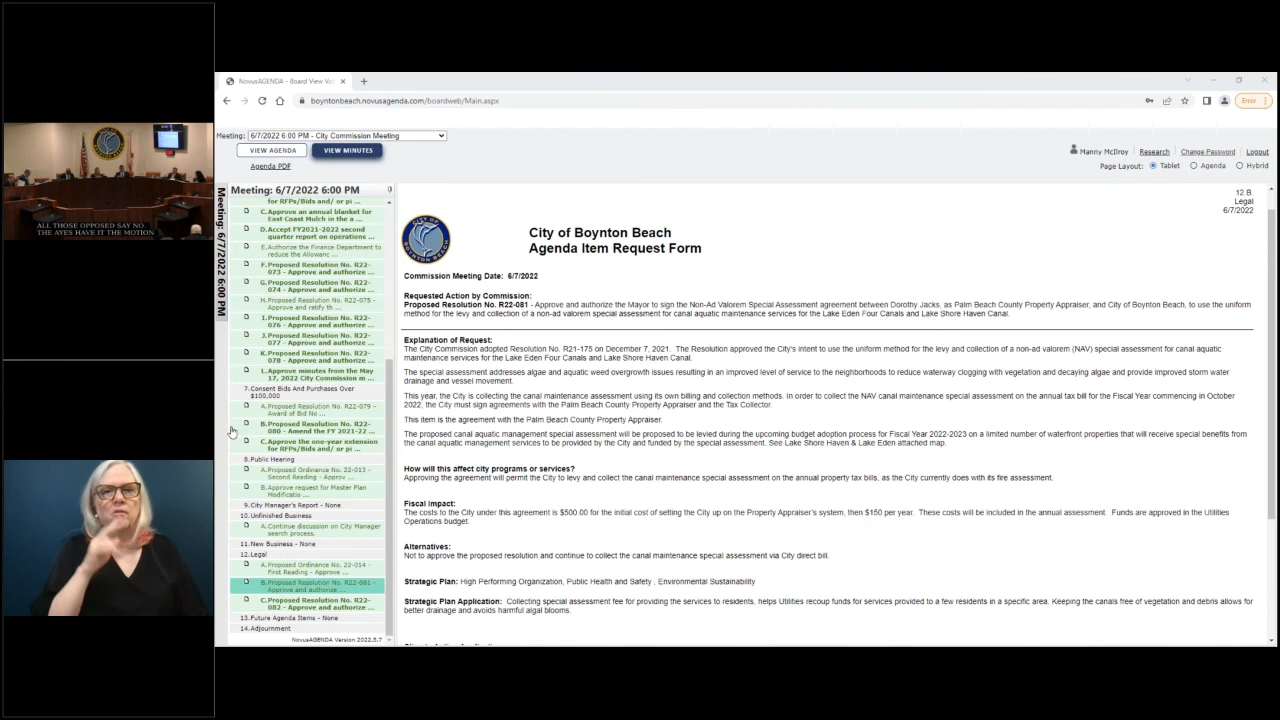 NovusAGENDA - Board View Ver
boyntonbeach.novusagenda.com/boardweb/Main.aspx
Error
Meeting: 6/7/2022 6:00 PM - City Commission Meeting
VIEW AGENDA
VIEW MINUTES
Agenda PDF
Manny McIlroy
Research
Change Password
Logout
Page Layout: Tablet Agenda Hybrid
ALL THOSE OPPOSED SAY NO.
THE AYES HAVE IT THE MOTION
Meeting: 6/7/2022 6:00 PM
Meeting: 6/7/2022 6:00 PM
for RFPs/Bids and/ or pi ...
C.Approve an annual blanket for
East Coast Mulch in the a ...
D.Accept FY2021-2022 second
quarter report on operations ...
E.Authorize the Finance Department to
reduce the Allowanc ...
F.Proposed Resolution No. R22-
073 - Approve and authorize ...
G.Proposed Resolution No. R22-
074 - Approve and authorize ...
H.Proposed Resolution No. R22-075 -
Approve and ratify th ...
I.Proposed Resolution No. R22-
076 - Approve and authorize ...
J.Proposed Resolution No. R22-
077 - Approve and authorize ...
K.Proposed Resolution No. R22-
078 - Approve and authorize ...
L.Approve minutes from the May
17, 2022 City Commission m ...
7.Consent Bids And Purchases Over
$100,000
A.Proposed Resolution No. R22-079 -
Award of Bid No ...
B.Proposed Resolution No. R22-
080 - Amend the FY 2021-22 ...
C.Approve the one-year extension
for RFPs/Bids and/ or pi ...
8.Public Hearing
A.Proposed Ordinance No. 22-013 -
Second Reading - Approv ...
B.Approve request for Master Plan
Modificatio ...
9.City Manager's Report - None
10.Unfinished Business
A.Continue discussion on City Manager
search process.
11.New Business - None
12.Legal
A.Proposed Ordinance No. 22-014 -
First Reading - Approve ...
B.Proposed Resolution No. R22-081 -
Approve and authorize ...
C.Proposed Resolution No. R22-
082 - Approve and authorize ...
13.Future Agenda Items - None
14.Adjournment
NovusAGENDA Version 2022.5.7
12.B.
Legal
6/7/2022
CITY OF
BOYNTON BEACH
City of Boynton Beach
Agenda Item Request Form
Commission Meeting Date: 6/7/2022
Requested Action by Commission:
Proposed Resolution No. R22-081 - Approve and authorize the Mayor to sign the Non-Ad Valorem Special Assessment agreement between Dorothy Jacks, as Palm Beach County Property Appraiser, and City of Boynton Beach, to use the uniform
method for the levy and collection of a non-ad valorem special assessment for canal aquatic maintenance services for the Lake Eden Four Canals and Lake Shore Haven Canal.
Explanation of Request:
The City Commission adopted Resolution No. R21-175 on December 7, 2021. The Resolution approved the City's intent to use the uniform method for the levy and collection of a non-ad valorem (NAV) special assessment for canal aquatic
maintenance services for the Lake Eden Four Canals and Lake Shore Haven Canal.
The special assessment addresses algae and aquatic weed overgrowth issues resulting in an improved level of service to the neighborhoods to reduce waterway clogging with vegetation and decaying algae and provide improved storm water
drainage and vessel movement.
This year, the City is collecting the canal maintenance assessment using its own billing and collection methods. In order to collect the NAV canal maintenance special assessment on the annual tax bill for the Fiscal Year commencing in October
2022, the City must sign agreements with the Palm Beach County Property Appraiser and the Tax Collector.
This item is the agreement with the Palm Beach County Property Appraiser.
The proposed canal aquatic management special assessment will be proposed to be levied during the upcoming budget adoption process for Fiscal Year 2022-2023 on a limited number of waterfront properties that will receive special benefits from
the canal aquatic management services to be provided by the City and funded by the special assessment. See Lake Shore Haven & Lake Eden attached map.
How will this affect city programs or services?
Approving the agreement will permit the City to levy and collect the canal maintenance special assessment on the annual property tax bills, as the City currently does with its fire assessment.
Fiscal Impact:
The costs to the City under this agreement is $500.00 for the initial cost of setting the City up on the Property Appraiser's system, then $150 per year. These costs will be included in the annual assessment. Funds are approved in the Utilities
Operations budget.
Alternatives:
Not to approve the proposed resolution and continue to collect the canal maintenance special assessment via City direct bill.
Strategic Plan: High Performing Organization, Public Health and Safety , Environmental Sustainability
Strategic Plan Application: Collecting special assessment fee for providing the services to residents, helps Utilities recoup funds for services provided to a few residents in a specific area. Keeping the canals free of vegetation and debris allows for
better drainage and avoids harmful algal blooms.